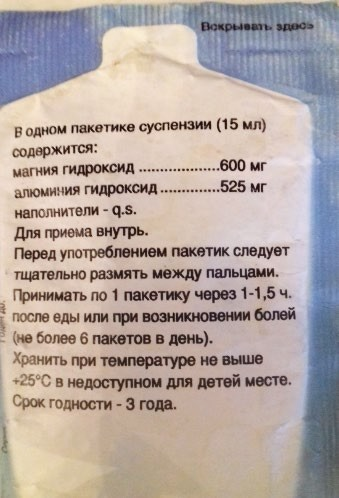 Вскрывать здесь
В одном пакетике суспензии (15 мл)
содержится:
магния гидроксид ....................600 мг
алюминия гидроксид ..............525 мг
наполнители - q.s.
Для приема внутрь.
Перед употреблением пакетик следует
тщательно размять между пальцами.
Принимать по 1 пакетику через 1-1,5 ч.
после еды или при возникновении болей
(не более 6 пакетов в день).
Хранить при температуре не выше
+25°C в недоступном для детей месте.
Срок годности - 3 года.